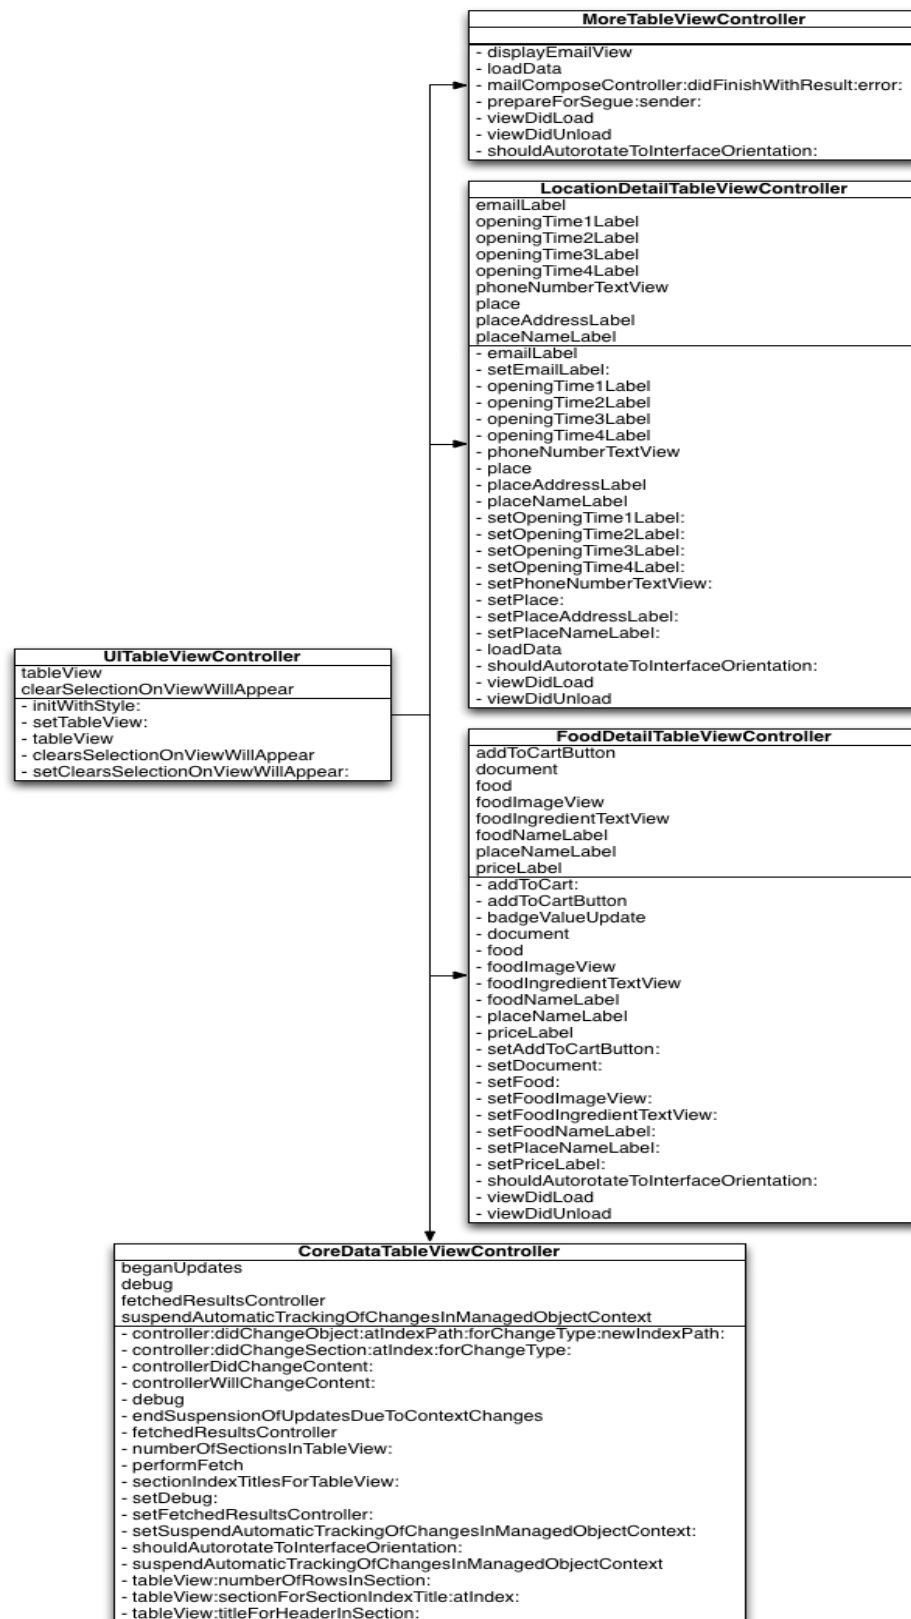 MoreTableViewController
- displayEmailView
- loadData
- mailComposeController:didFinishWithResult:error:
- prepareForSegue:sender:
- viewDidLoad
- viewDidUnload
- shouldAutorotateToInterfaceOrientation:
LocationDetailTableViewController
emailLabel
openingTime1Label
openingTime2Label
openingTime3Label
openingTime4Label
phoneNumberTextView
place
placeAddressLabel
placeNameLabel
- emailLabel
- setEmailLabel:
- openingTime1Label
- openingTime2Label
- openingTime3Label
- openingTime4Label
- phoneNumberTextView
- place
- placeAddressLabel
- placeNameLabel
- setOpeningTime1Label:
- setOpeningTime2Label:
- setOpeningTime3Label:
- setOpeningTime4Label:
- setPhoneNumberTextView:
- setPlace:
- setPlaceAddressLabel:
- setPlaceNameLabel:
- loadData
- shouldAutorotateToInterfaceOrientation:
- viewDidLoad
- viewDidUnload
UITableViewController
tableView
clearSelectionOnViewWillAppear
- initWithStyle:
- setTableView:
- tableView
- clearsSelectionOnViewWillAppear
- setClearsSelectionOnViewWillAppear:
FoodDetailTableViewController
addToCartButton
document
food
foodImageView
foodIngredientTextView
foodNameLabel
placeNameLabel
priceLabel
- addToCart:
- addToCartButton
- badgeValueUpdate
- document
- food
- foodImageView
- foodIngredientTextView
- foodNameLabel
- placeNameLabel
- priceLabel
- setAddToCartButton:
- setDocument:
- setFood:
- setFoodImageView:
- setFoodIngredientTextView:
- setFoodNameLabel:
- setPlaceNameLabel:
- setPriceLabel:
- shouldAutorotateToInterfaceOrientation:
- viewDidLoad
- viewDidUnload
CoreDataTableViewController
beganUpdates
debug
fetchedResultsController
suspendAutomaticTrackingOfChangesInManagedObjectContext
- controller:didChangeObject:atIndexPath:forChangeType:newIndexPath:
- controller:didChangeSection:atIndex:forChangeType:
- controllerDidChangeContent:
- controllerWillChangeContent:
- debug
- endSuspensionOfUpdatesDueToContextChanges
- fetchedResultsController
- numberOfSectionsInTableView:
- performFetch
- sectionIndexTitlesForTableView:
- setDebug:
- setFetchedResultsController:
- setSuspendAutomaticTrackingOfChangesInManagedObjectContext:
- shouldAutorotateToInterfaceOrientation:
- suspendAutomaticTrackingOfChangesInManagedObjectContext
- tableView:numberOfRowsInSection:
- tableView:sectionForSectionIndexTitle:atIndex:
- tableView:titleForHeaderInSection: